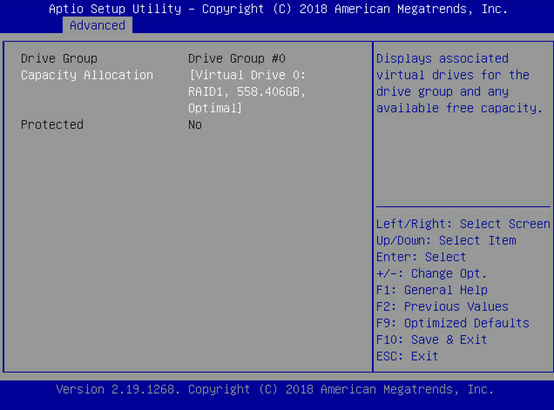 Aptio Setup Utility – Copyright (C) 2018 American Megatrends, Inc.
Advanced
Drive Group Drive Group #0
Capacity Allocation [Virtual Drive 0:
RAID1, 558.406GB,
Optimal]
Protected No
Displays associated
virtual drives for the
drive group and any
available free capacity.
Left/Right: Select Screen
Up/Down: Select Item
Enter: Select
+/-: Change Opt.
F1: General Help
F2: Previous Values
F9: Optimized Defaults
F10: Save & Exit
ESC: Exit
Version 2.19.1268. Copyright (C) 2018 American Megatrends, Inc.